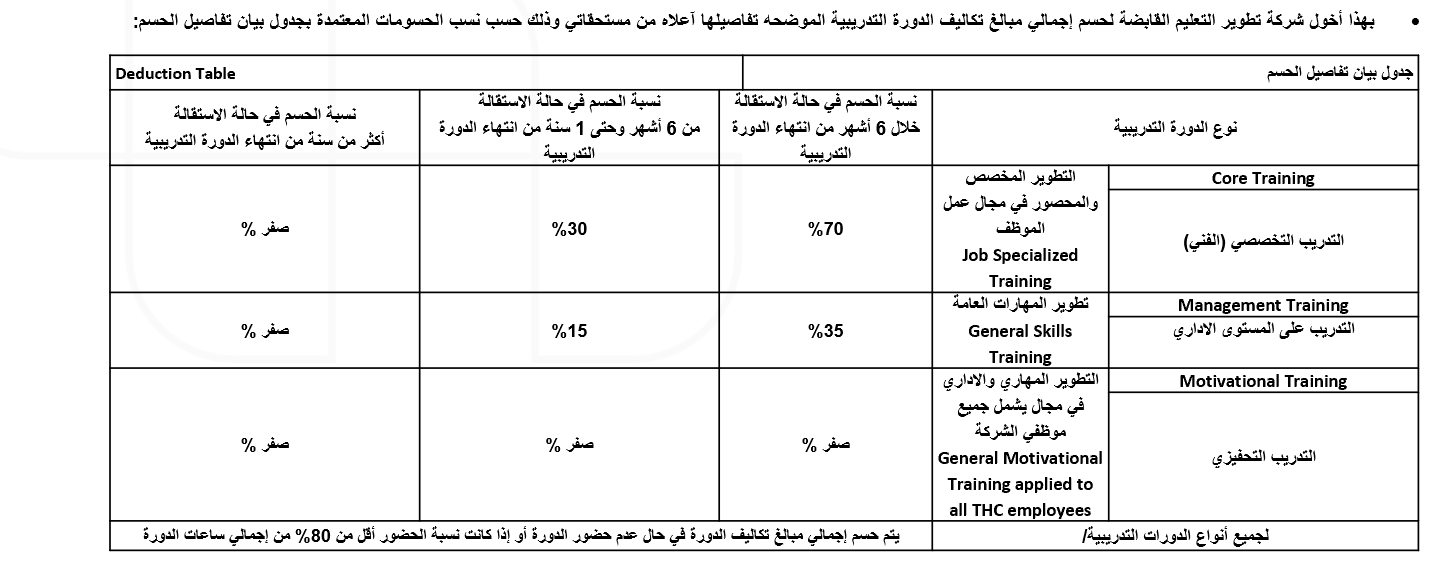 • بهذا أخول شركة تطوير التعليم القابضة لحسم إجمالي مبالغ تكاليف الدورة التدريبية الموضحه تفاصيلها آعلاه من مستحقاتي وذلك حسب نسب الحسومات المعتمدة بجدول بيان تفاصيل الحسم:
جدول بيان تفاصيل الحسم
Deduction Table
نوع الدورة التدريبية
نسبة الحسم في حالة الاستقالة
خلال 6 أشهر من انتهاء الدورة
التدريبية
نسبة الحسم في حالة الاستقالة
من 6 أشهر وحتى 1 سنة من انتهاء الدورة
التدريبية
نسبة الحسم في حالة الاستقالة
أكثر من سنة من انتهاء الدورة التدريبية
Core Training
التدريب التخصصي (الفني)
التطوير المخصص
والمحصور في مجال عمل
الموظف
Job Specialized
Training
%70
%30
صفر %
Management Training
التدريب على المستوى الاداري
تطوير المهارات العامة
General Skills
Training
%35
%15
صفر %
Motivational Training
التدريب التحفيزي
التطوير المهاري والاداري
في مجال يشمل جميع
موظفي الشركة
General Motivational
Training applied to
all THC employees
صفر %
صفر %
صفر %
لجميع أنواع الدورات التدريبية/
يتم حسم إجمالي مبالغ تكاليف الدورة في حال عدم حضور الدورة أو إذا كانت نسبة الحضور أقل من 80% من إجمالي ساعات الدورة